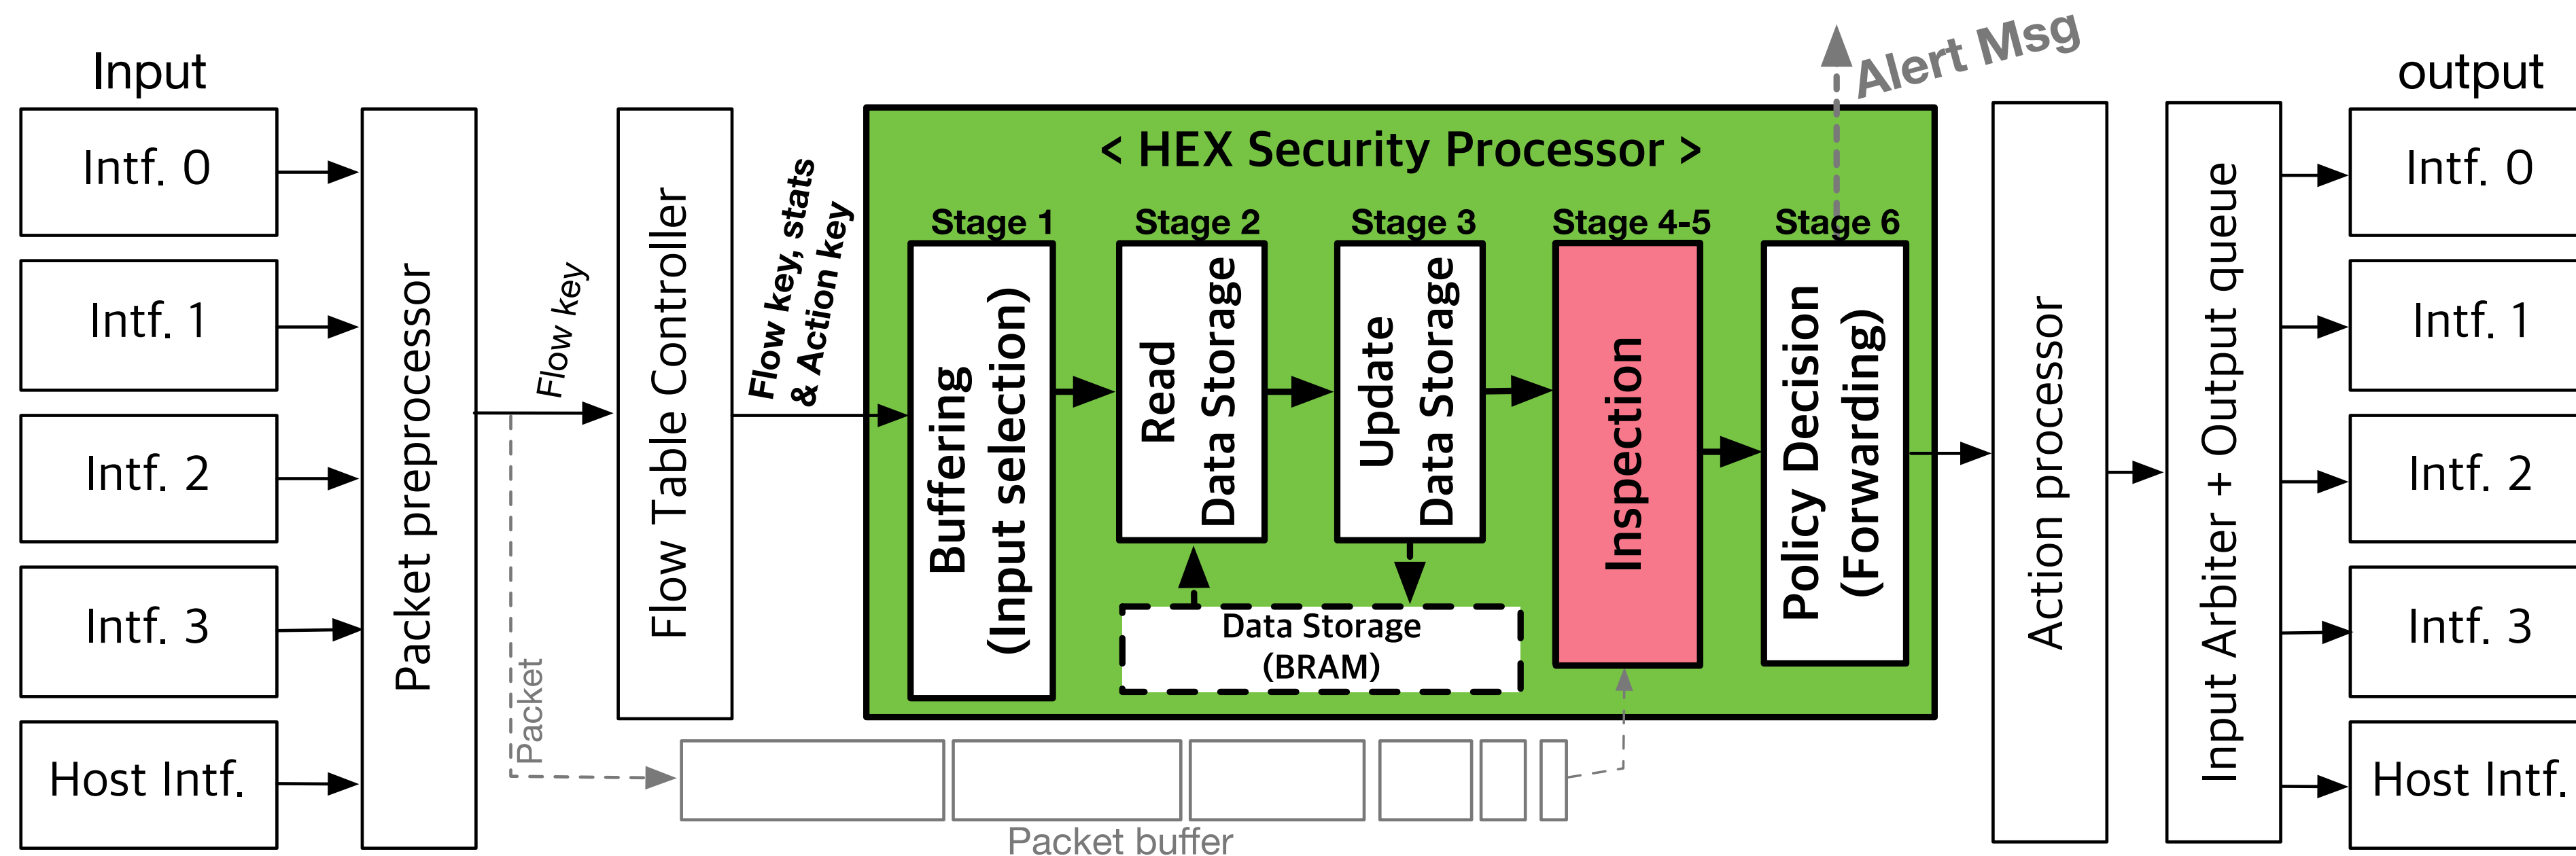 Input
Intf. 0
Intf. 1
Intf. 2
Intf. 3
Host Intf.
Packet preprocessor
Flow key
Packet
Flow Table Controller
Flow key, stats
& Action key
< HEX Security Processor >
Stage 1
Buffering
(Input selection)
Stage 2
Read
Data Storage
Stage 3
Update
Data Storage
Data Storage
(BRAM)
Stage 4-5
Inspection
Stage 6
Policy Decision
(Forwarding)
Alert Msg
Packet buffer
Action processor
Input Arbiter + Output queue
output
Intf. 0
Intf. 1
Intf. 2
Intf. 3
Host Intf.